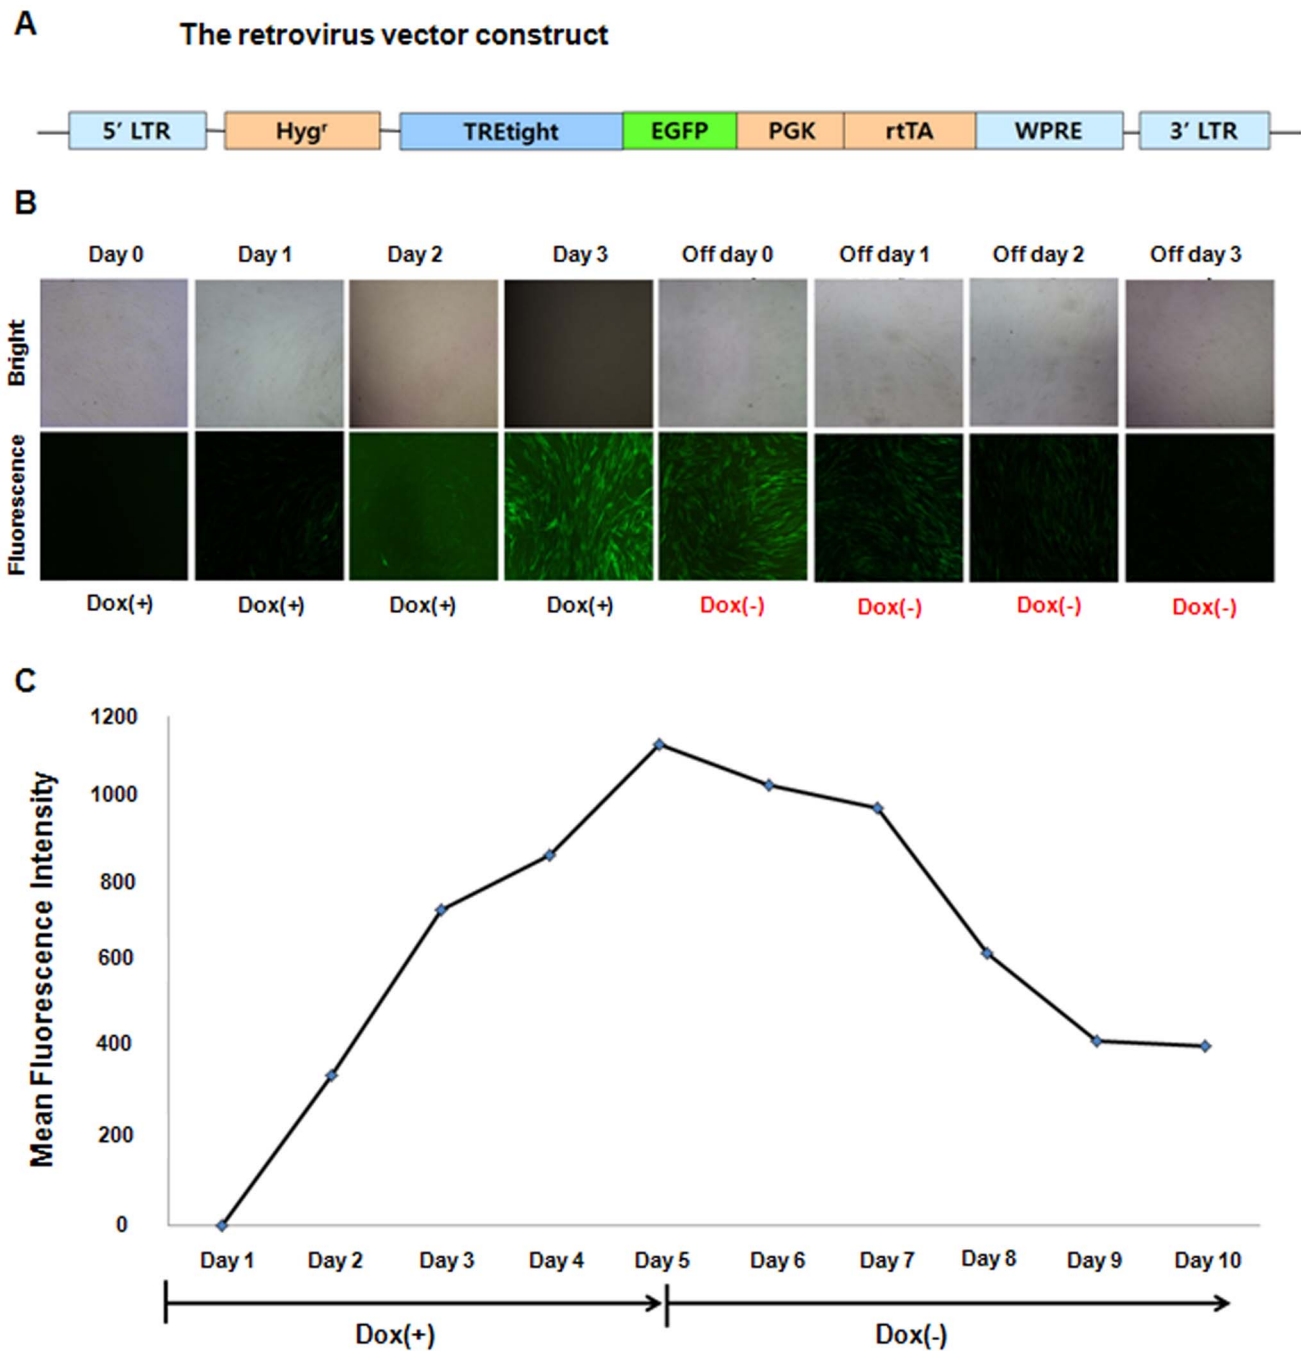 A
The retrovirus vector construct
5′ LTR Hygʳ TREtight EGFP PGK rtTA WPRE 3′ LTR
B
Day 0 Day 1 Day 2 Day 3 Off day 0 Off day 1 Off day 2 Off day 3
Bright
Fluorescence
Dox(+) Dox(+) Dox(+) Dox(+) Dox(-) Dox(-) Dox(-) Dox(-)
C
Mean Fluorescence Intensity
1200
1000
800
600
400
200
0
Day 1 Day 2 Day 3 Day 4 Day 5 Day 6 Day 7 Day 8 Day 9 Day 10
Dox(+) Dox(-)